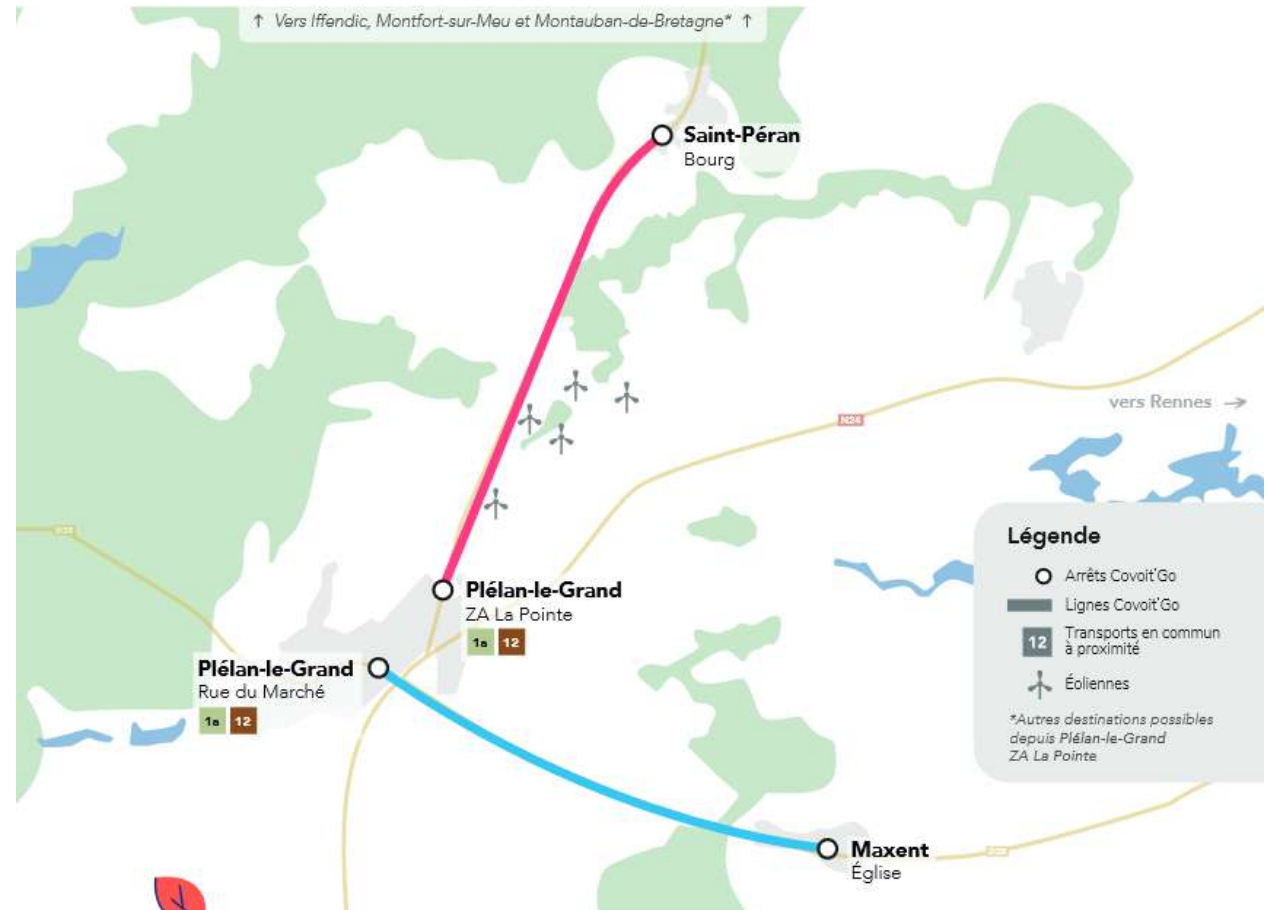 ↑ Vers Iffendic, Montfort-sur-Meu et Montauban-de-Bretagne* ↑
Saint-Péran
Bourg
vers Rennes →
N24
Plélan-le-Grand
ZA La Pointe
1a 12
Plélan-le-Grand
Rue du Marché
1a 12
Maxent
Église
Légende
Arrêts Covoit'Go
Lignes Covoit'Go
12
Transports en commun
à proximité
Éoliennes
*Autres destinations possibles
depuis Plélan-le-Grand
ZA La Pointe